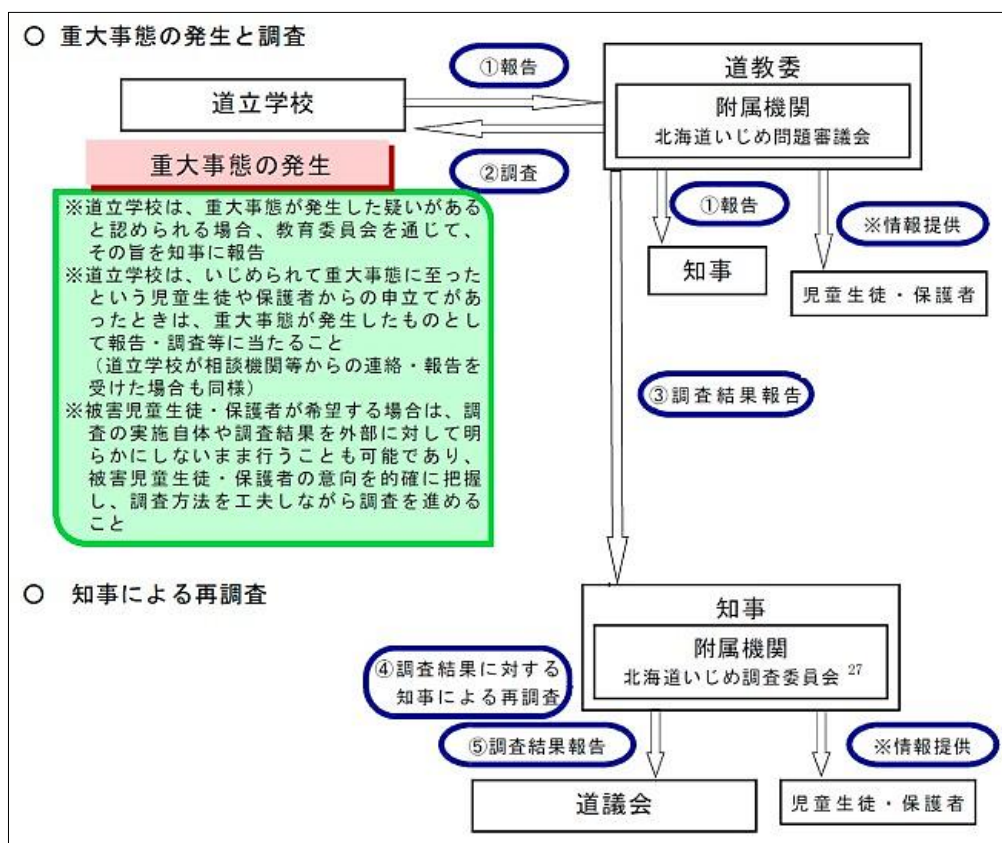 ○ 重大事態の発生と調査
①報告
道立学校
道教委
附属機関
北海道いじめ問題審議会
②調査
重大事態の発生
※道立学校は、重大事態が発生した疑いがある
と認められる場合、教育委員会を通じて、
その旨を知事に報告
※道立学校は、いじめられて重大事態に至った
という児童生徒や保護者からの申立てがあ
ったときは、重大事態が発生したものとし
て報告・調査等に当たること
（道立学校が相談機関等からの連絡・報告を
受けた場合も同様）
※被害児童生徒・保護者が希望する場合は、調
査の実施自体や調査結果を外部に対して明
らかにしないまま行うことも可能であり、
被害児童生徒・保護者の意向を的確に把握
し、調査方法を工夫しながら調査を進める
こと
①報告
※情報提供
知事
児童生徒・保護者
③調査結果報告
○ 知事による再調査
知事
附属機関
北海道いじめ調査委員会 27
④調査結果に対する
知事による再調査
⑤調査結果報告
※情報提供
道議会
児童生徒・保護者